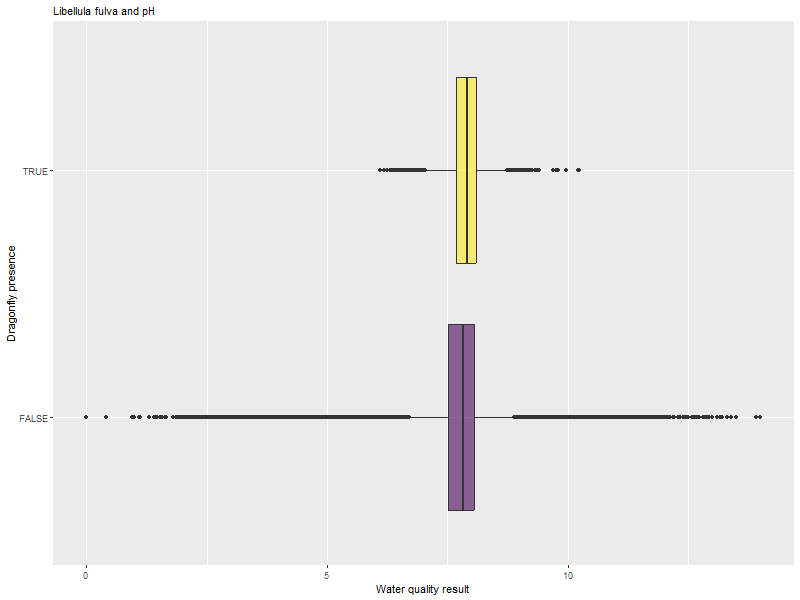 Libellula fulva and pH
TRUE
FALSE
Dragonfly presence
0 5 10
Water quality result